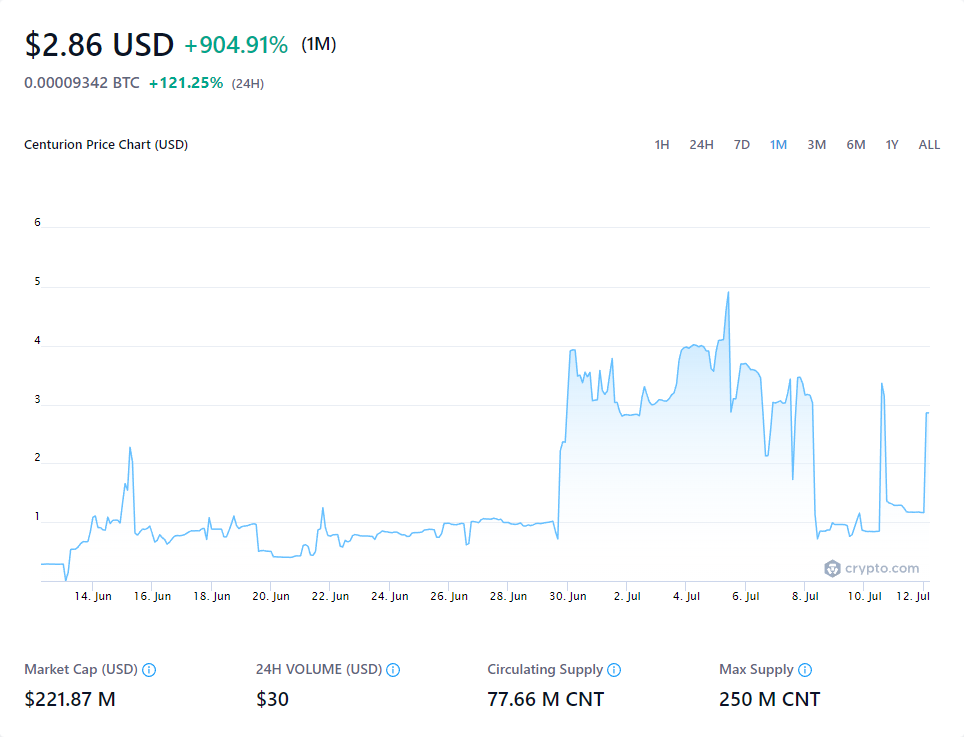 $2.86 USD +904.91% (1M)
0.00009342 BTC +121.25% (24H)
Centurion Price Chart (USD) 1H 24H 7D 1M 3M 6M 1Y ALL
6
5
4
3
2
1
crypto.com
14. Jun 16. Jun 18. Jun 20. Jun 22. Jun 24. Jun 26. Jun 28. Jun 30. Jun 2. Jul 4. Jul 6. Jul 8. Jul 10. Jul 12. Jul
Market Cap (USD) 24H VOLUME (USD) Circulating Supply Max Supply
$221.87 M $30 77.66 M CNT 250 M CNT